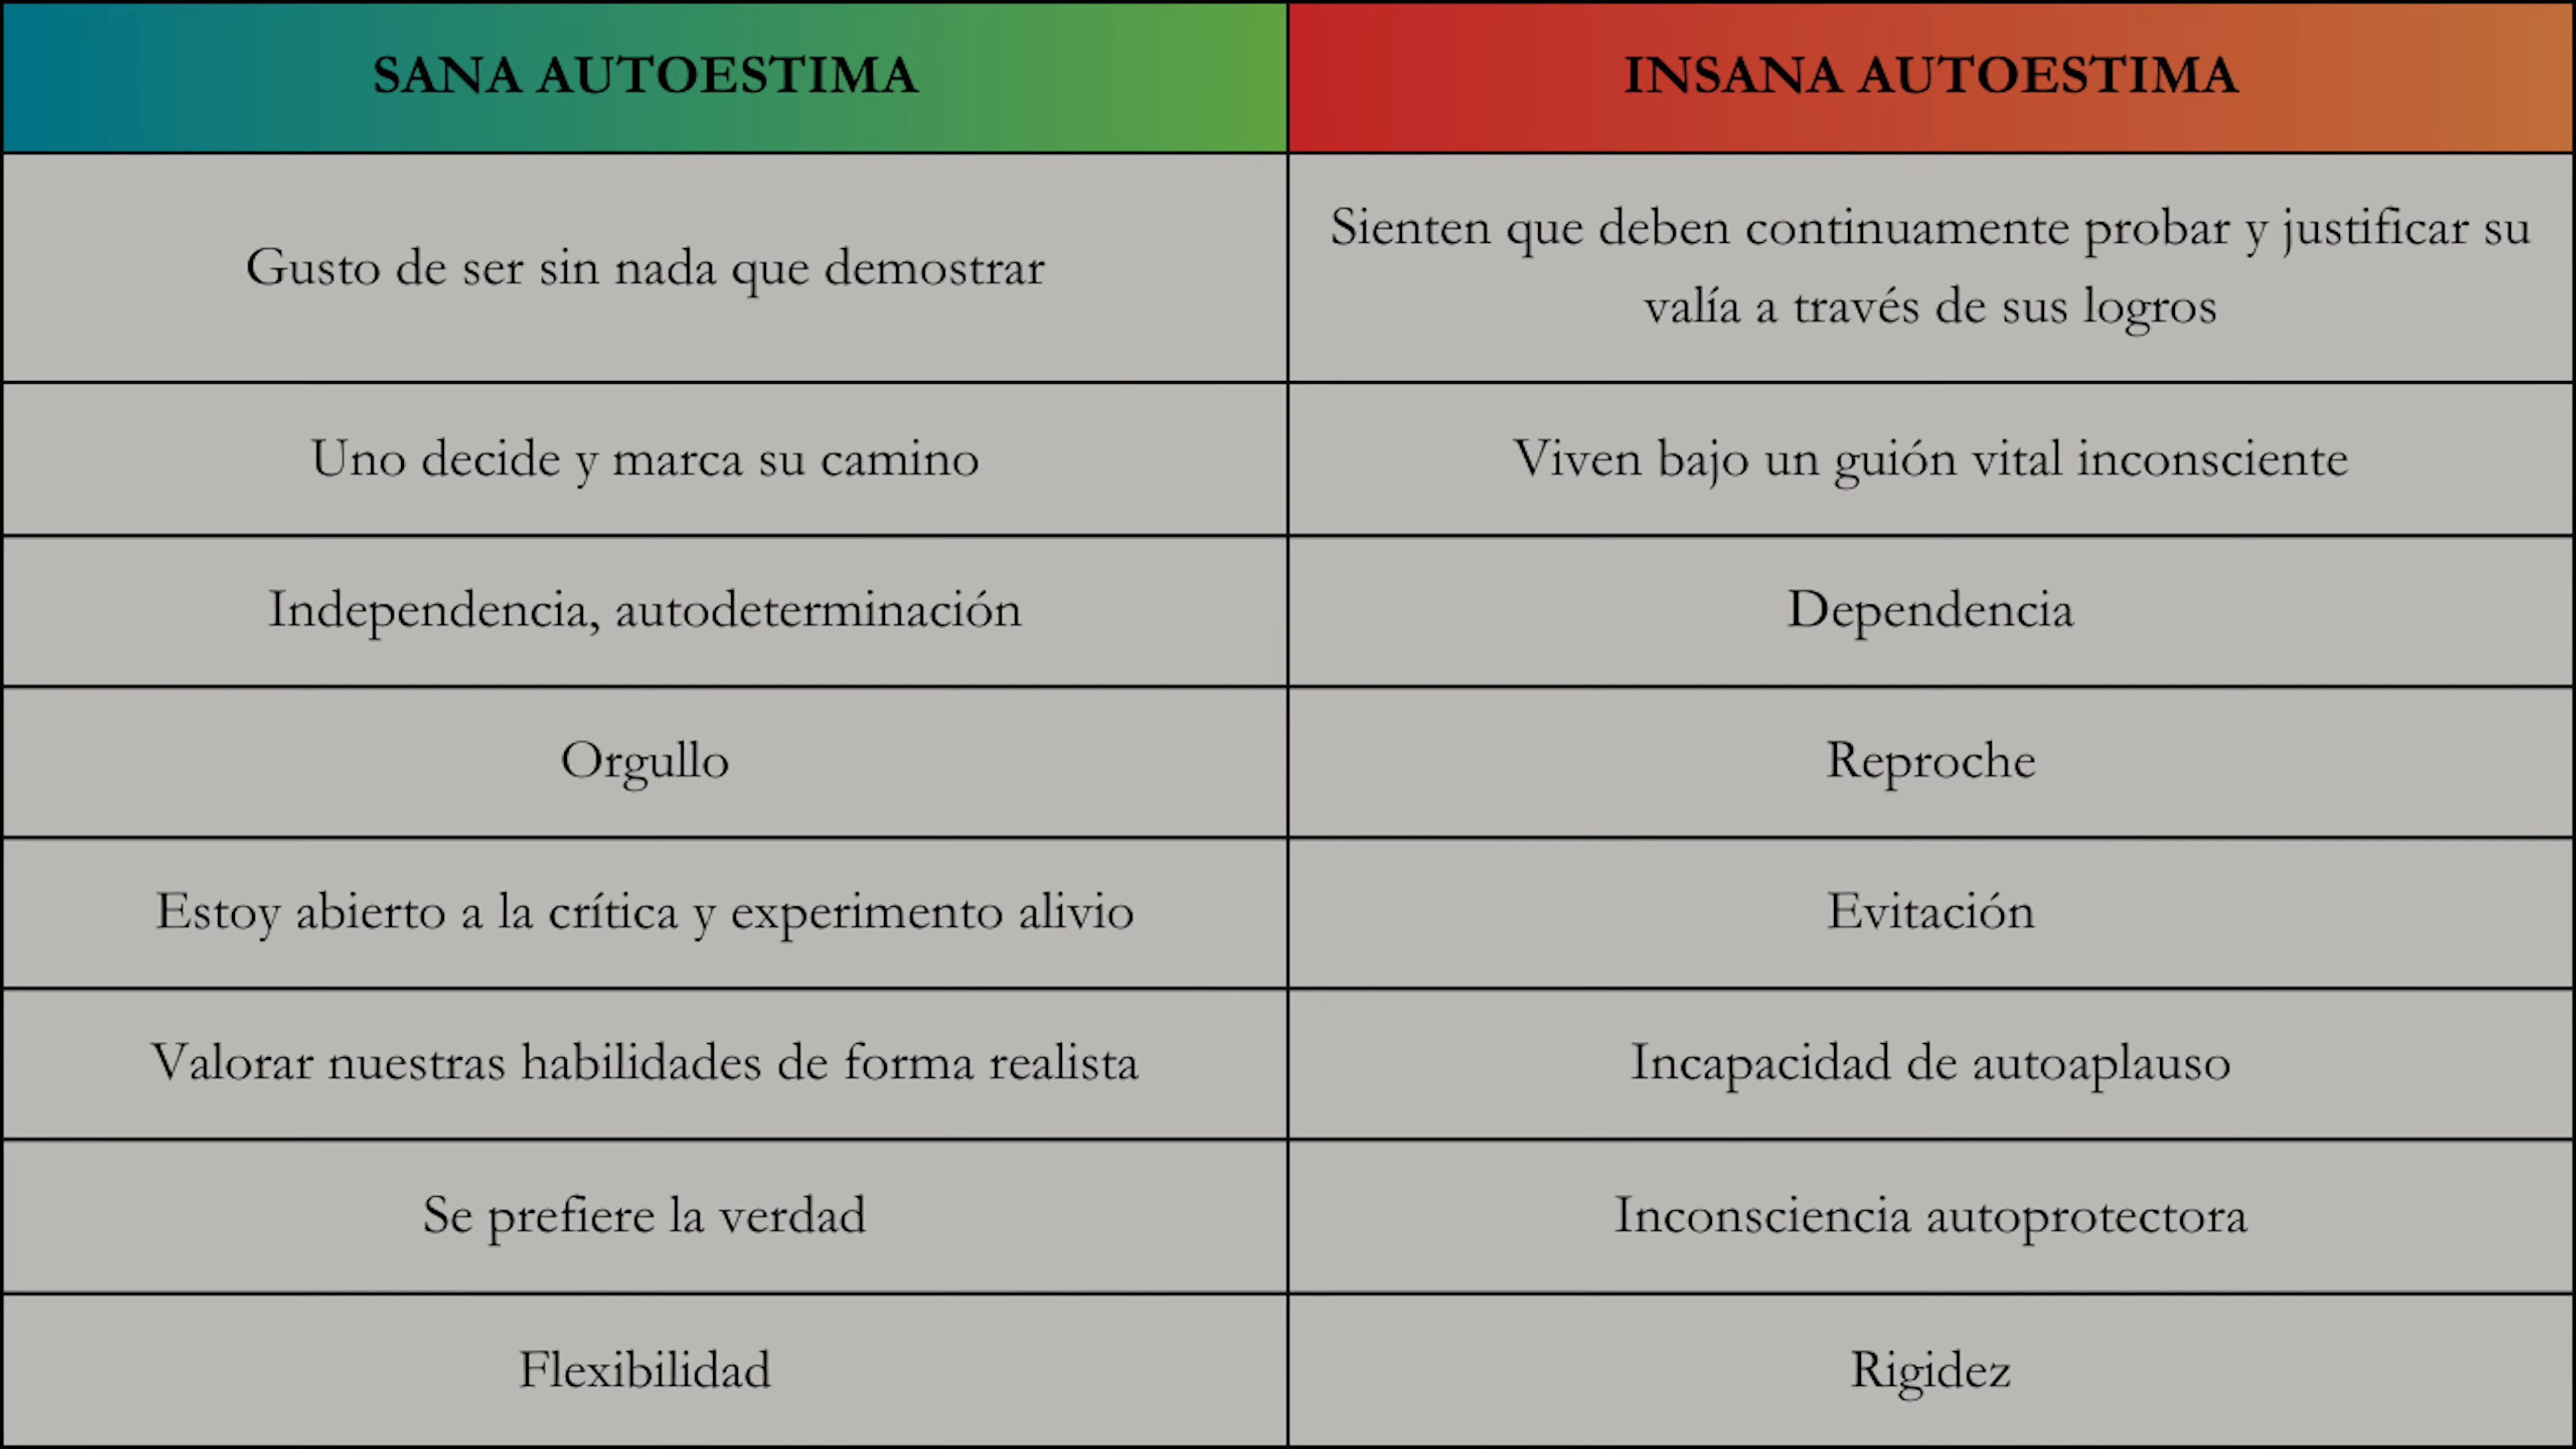 SANA AUTOESTIMA
INSANA AUTOESTIMA
Gusto de ser sin nada que demostrar
Sienten que deben continuamente probar y justificar su
valía a través de sus logros
Uno decide y marca su camino
Viven bajo un guión vital inconsciente
Independencia, autodeterminación
Dependencia
Orgullo
Reproche
Estoy abierto a la crítica y experimento alivio
Evitación
Valorar nuestras habilidades de forma realista
Incapacidad de autoaplauso
Se prefiere la verdad
Inconsciencia autoprotectora
Flexibilidad
Rigidez